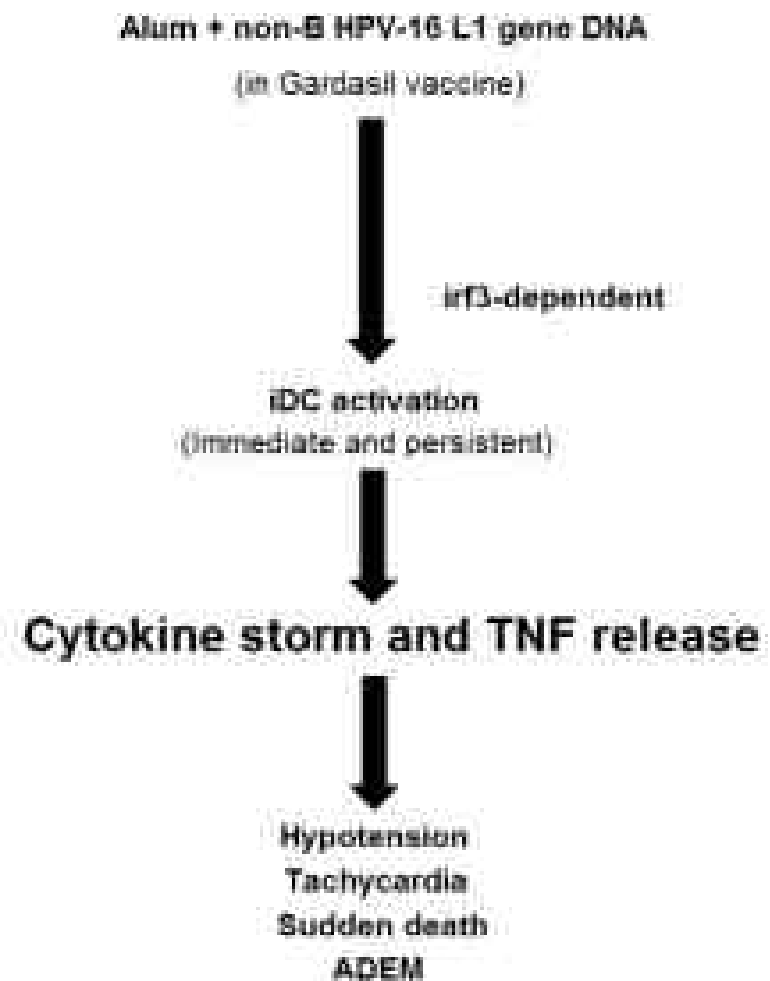 Alum + non-B HPV-16 L1 gene DNA
(in Gardasil vaccine)
irf3-dependent
iDC activation
(Immediate and persistent)
Cytokine storm and TNF release
Hypotension
Tachycardia
Sudden death
ADEM